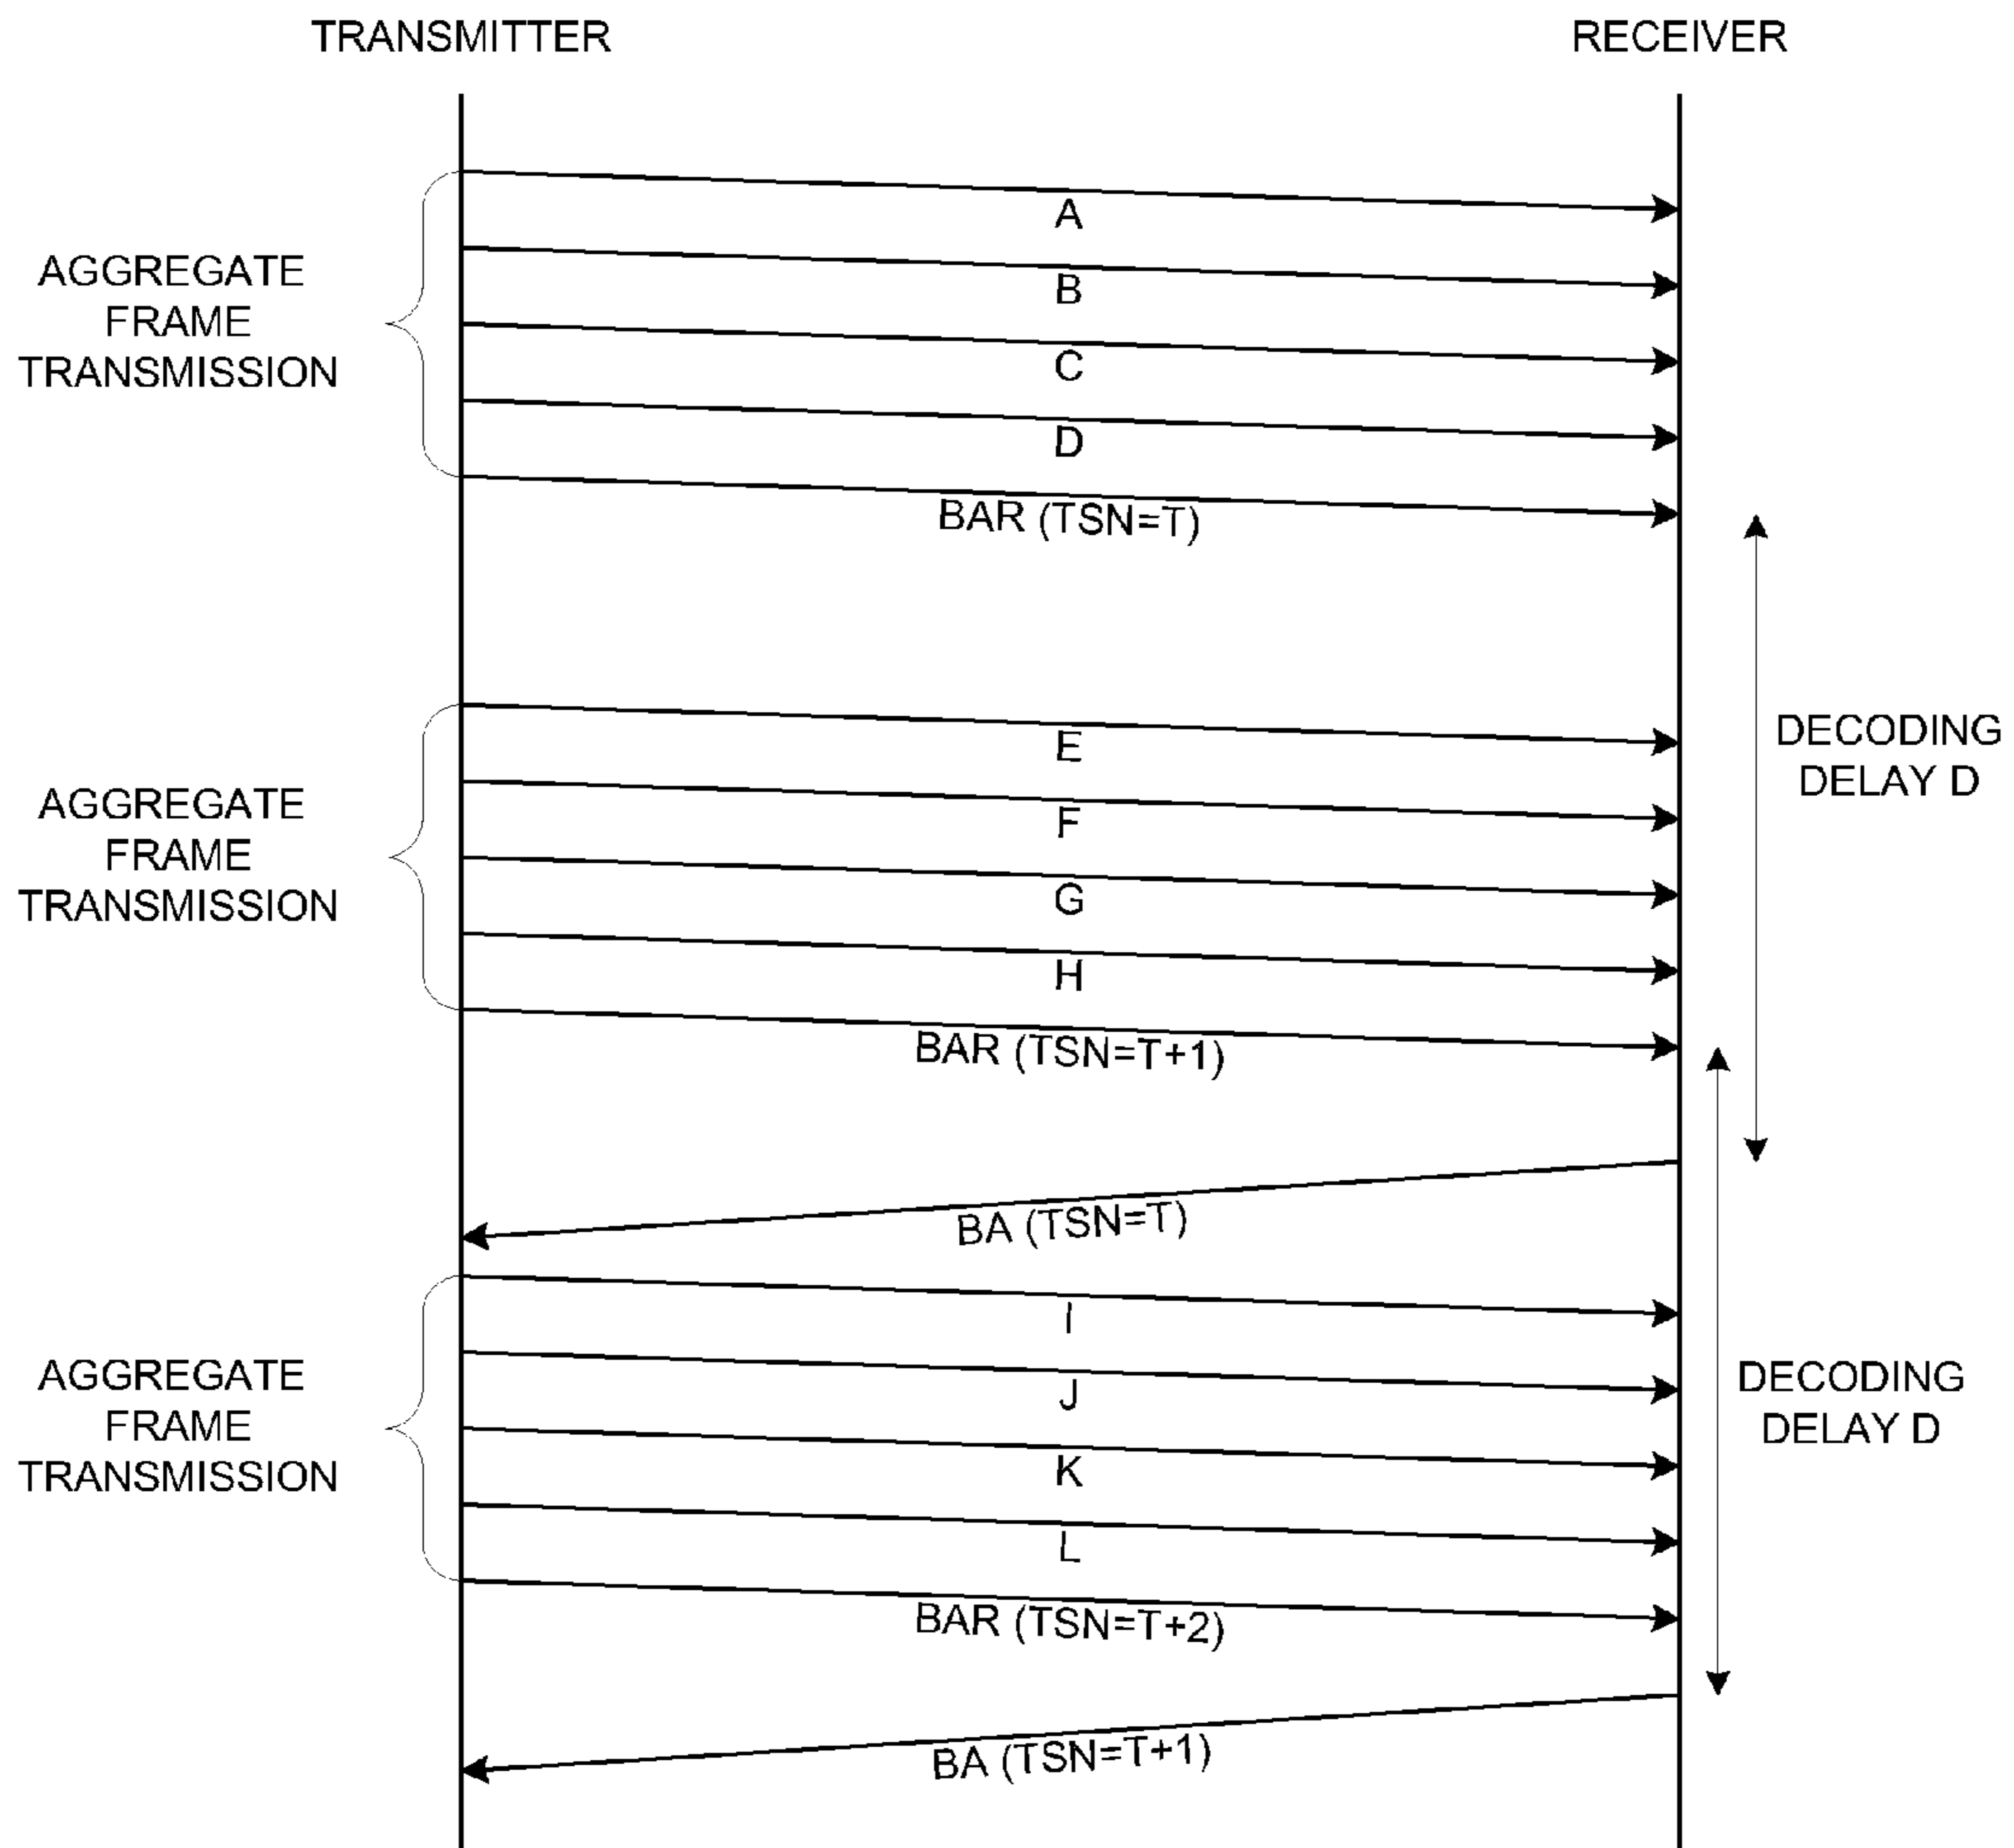 TRANSMITTER
RECEIVER
A
B
AGGREGATE
FRAME
TRANSMISSION
C
D
BAR (TSN=T)
E
DECODING
DELAY D
F
AGGREGATE
FRAME
TRANSMISSION
G
H
BAR (TSN=T+1)
BA (TSN=T)
I
J
AGGREGATE
FRAME
TRANSMISSION
DECODING
DELAY D
K
L
BAR (TSN=T+2)
BA (TSN=T+1)